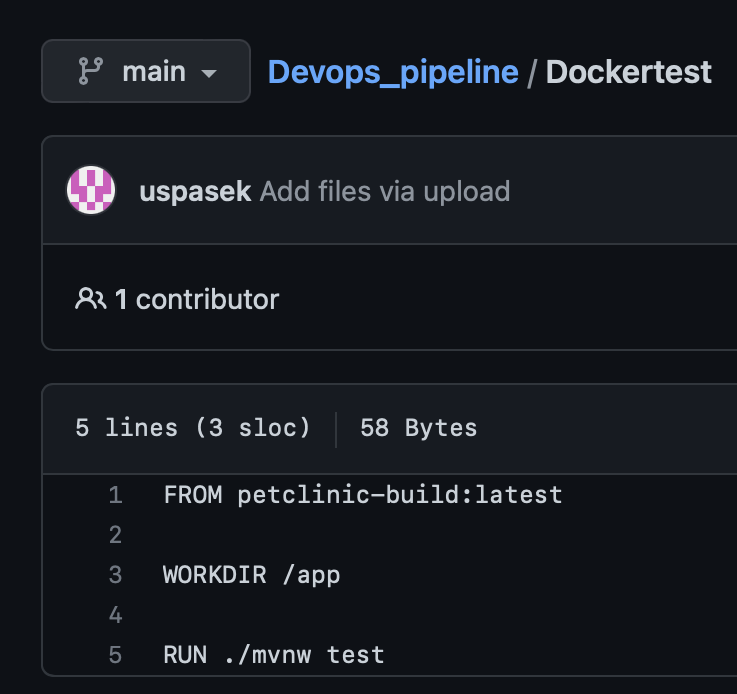 main Devops_pipeline / Dockertest
uspasek Add files via upload
1 contributor
5 lines (3 sloc) 58 Bytes
1 FROM petclinic-build:latest
2
3 WORKDIR /app
4
5 RUN ./mvnw test